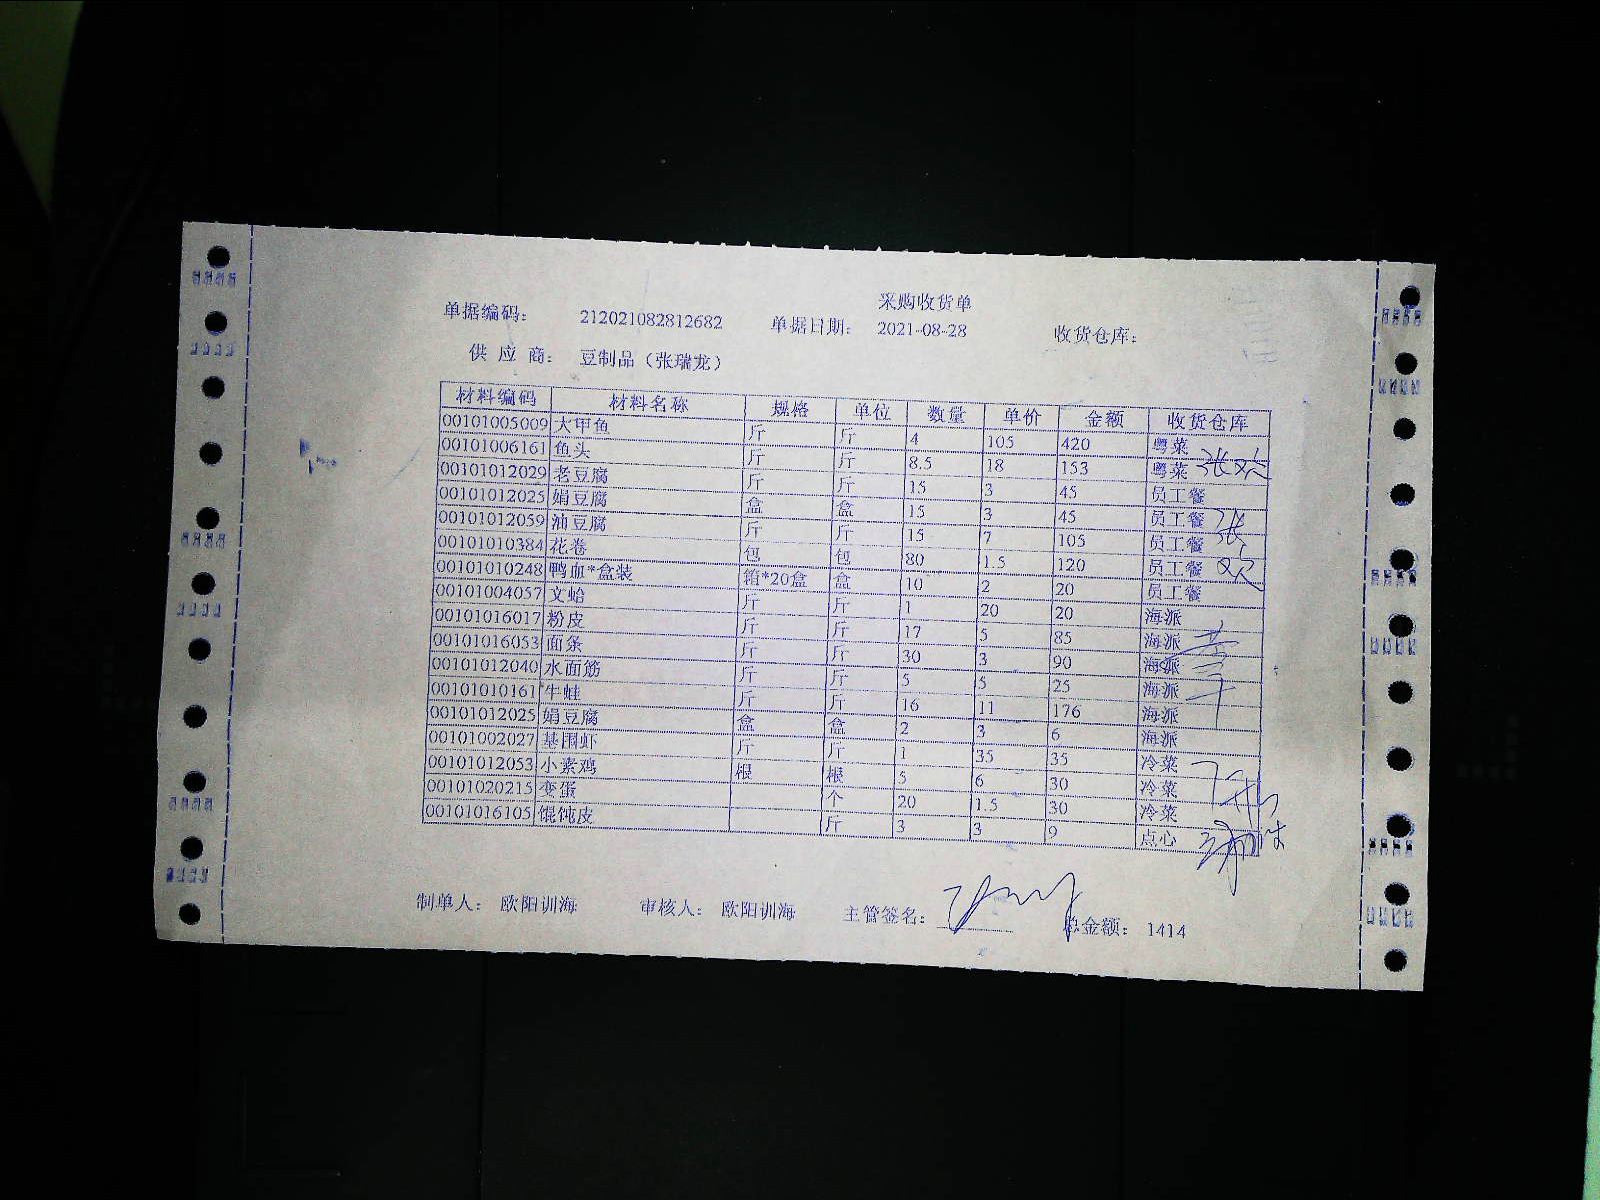 采购收货单
单据编码： 212021082812682 单据日期： 2021-08-28 收货仓库：
供 应 商： 豆制品（张瑞龙）
材料编码 材料名称 规格 单位 数量 单价 金额 收货仓库
00101005009 大甲鱼 斤 斤 4 105 420 粤菜
00101006161 鱼头 斤 斤 8.5 18 153 粤菜
00101012029 老豆腐 斤 斤 15 3 45 员工餐
00101012025 娟豆腐 盒 盒 15 3 45 员工餐
00101012059 油豆腐 斤 斤 15 7 105 员工餐
00101010384 花卷 包 包 80 1.5 120 员工餐
00101010248 鸭血*盒装 箱*20盒 盒 10 2 20 员工餐
00101004057 文蛤 斤 斤 1 20 20 海派
00101016017 粉皮 斤 斤 17 5 85 海派
00101016053 面条 斤 斤 30 3 90 海派
00101012040 水面筋 斤 斤 5 5 25 海派
00101010161 牛蛙 斤 斤 16 11 176 海派
00101012025 娟豆腐 盒 盒 2 3 6 海派
00101002027 基围虾 斤 斤 1 35 35 冷菜
00101012053 小素鸡 根 根 5 6 30 冷菜
00101020215 变蛋 个 20 1.5 30 冷菜
00101016105 馄饨皮 斤 3 3 9 点心
制单人： 欧阳训海 审核人： 欧阳训海 主管签名： 总金额： 1414